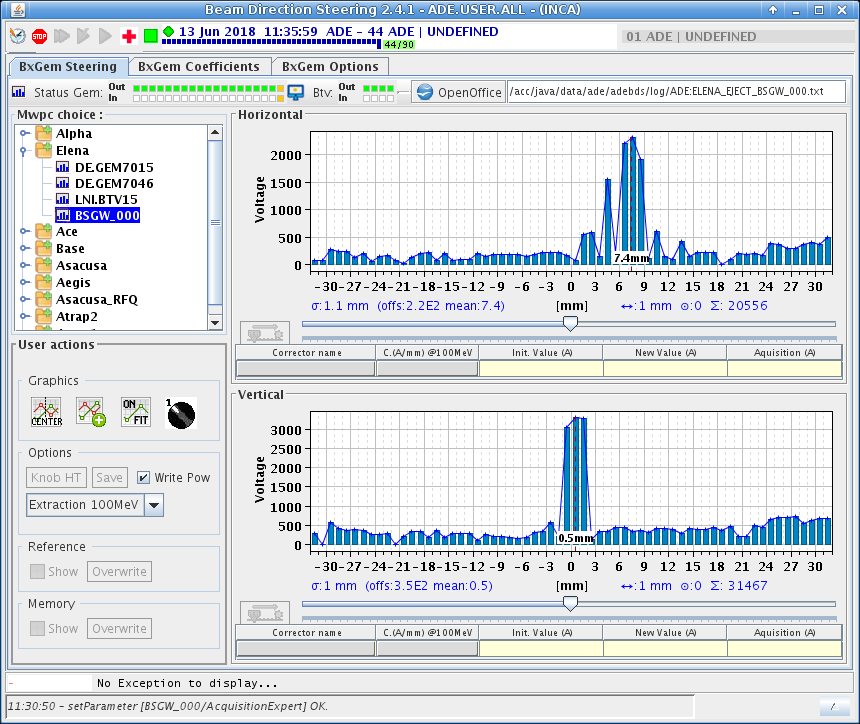 Beam Direction Steering 2.4.1 - ADE.USER.ALL - (INCA)
STOP
13 Jun 2018 11:35:59 ADE - 44 ADE | UNDEFINED
44/90
01 ADE | UNDEFINED
BxGem Steering
BxGem Coefficients
BxGem Options
Status Gem:
Out
In
Btv:
Out
In
OpenOffice
/acc/java/data/ade/adebds/log/ADE:ELENA_EJECT_BSGW_000.txt
Mwpc choice :
Alpha
Elena
DE.GEM7015
DE.GEM7046
LNI.BTV15
BSGW_000
Ace
Base
Asacusa
Aegis
Asacusa_RFQ
Atrap2
User actions
Graphics
CENTER
ON
FIT
1
Options
Knob HT
Save
Write Pow
Extraction 100MeV
Reference
Show
Overwrite
Memory
Show
Overwrite
Horizontal
Voltage
2000
1500
1000
500
0
7.4mm
-30 -27 -24 -21 -18 -15 -12 -9 -6 -3 0 3 6 9 12 15 18 21 24 27 30
σ:1.1 mm (offs:2.2E2 mean:7.4)
[mm]
↔:1 mm ⊙:0 Σ: 20556
Corrector name
C.(A/mm) @100MeV
Init. Value (A)
New Value (A)
Aquisition (A)
Vertical
Voltage
3000
2500
2000
1500
1000
500
0
0.5mm
-30 -27 -24 -21 -18 -15 -12 -9 -6 -3 0 3 6 9 12 15 18 21 24 27 30
σ:1 mm (offs:3.5E2 mean:0.5)
[mm]
↔:1 mm ⊙:0 Σ: 31467
Corrector name
C.(A/mm) @100MeV
Init. Value (A)
New Value (A)
Aquisition (A)
-
No Exception to display...
11:30:50 - setParameter [BSGW_000/AcquisitionExpert] OK.
/